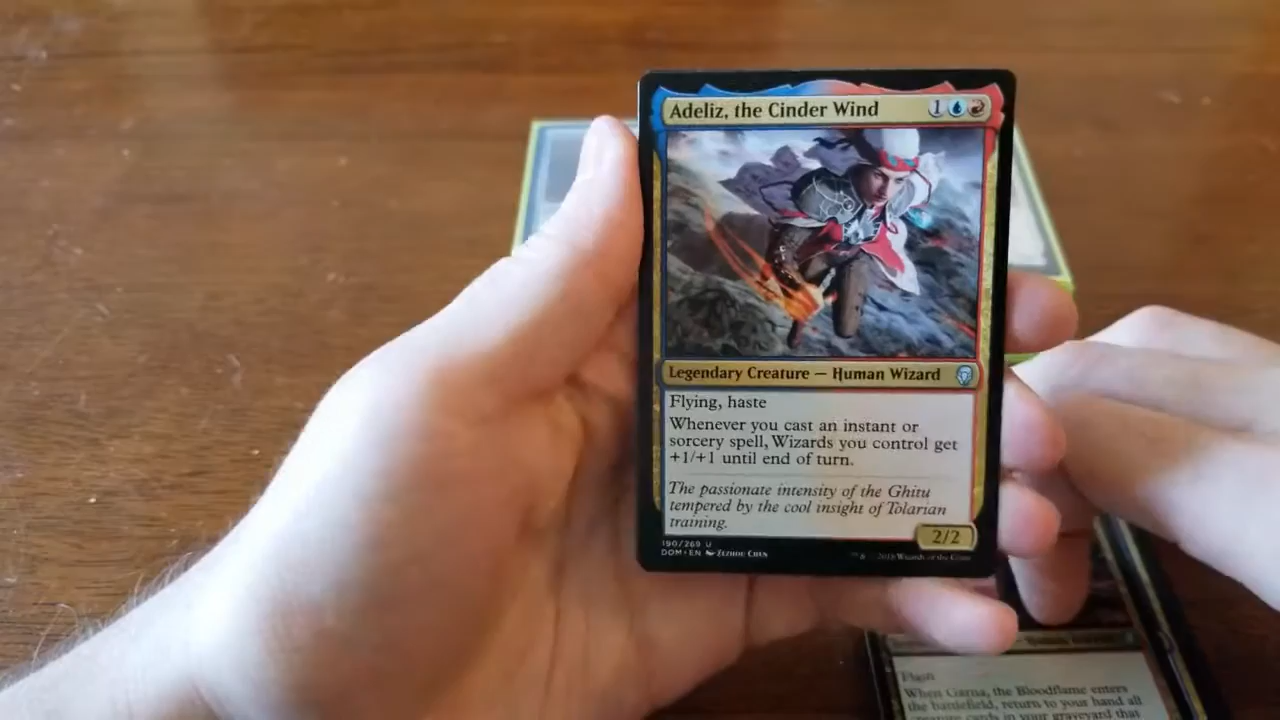 Adeliz, the Cinder Wind 1
Legendary Creature — Human Wizard
Flying, haste
Whenever you cast an instant or
sorcery spell, Wizards you control get
+1/+1 until end of turn.
The passionate intensity of the Ghitu
tempered by the cool insight of Tolarian
training.
2/2
190/269 U
DOM • EN Zezhou Chen
™ & © 2018 Wizards of the Coast
Flash
When Garna, the Bloodflame enters
the battlefield, return to your hand all
creature cards in your graveyard that